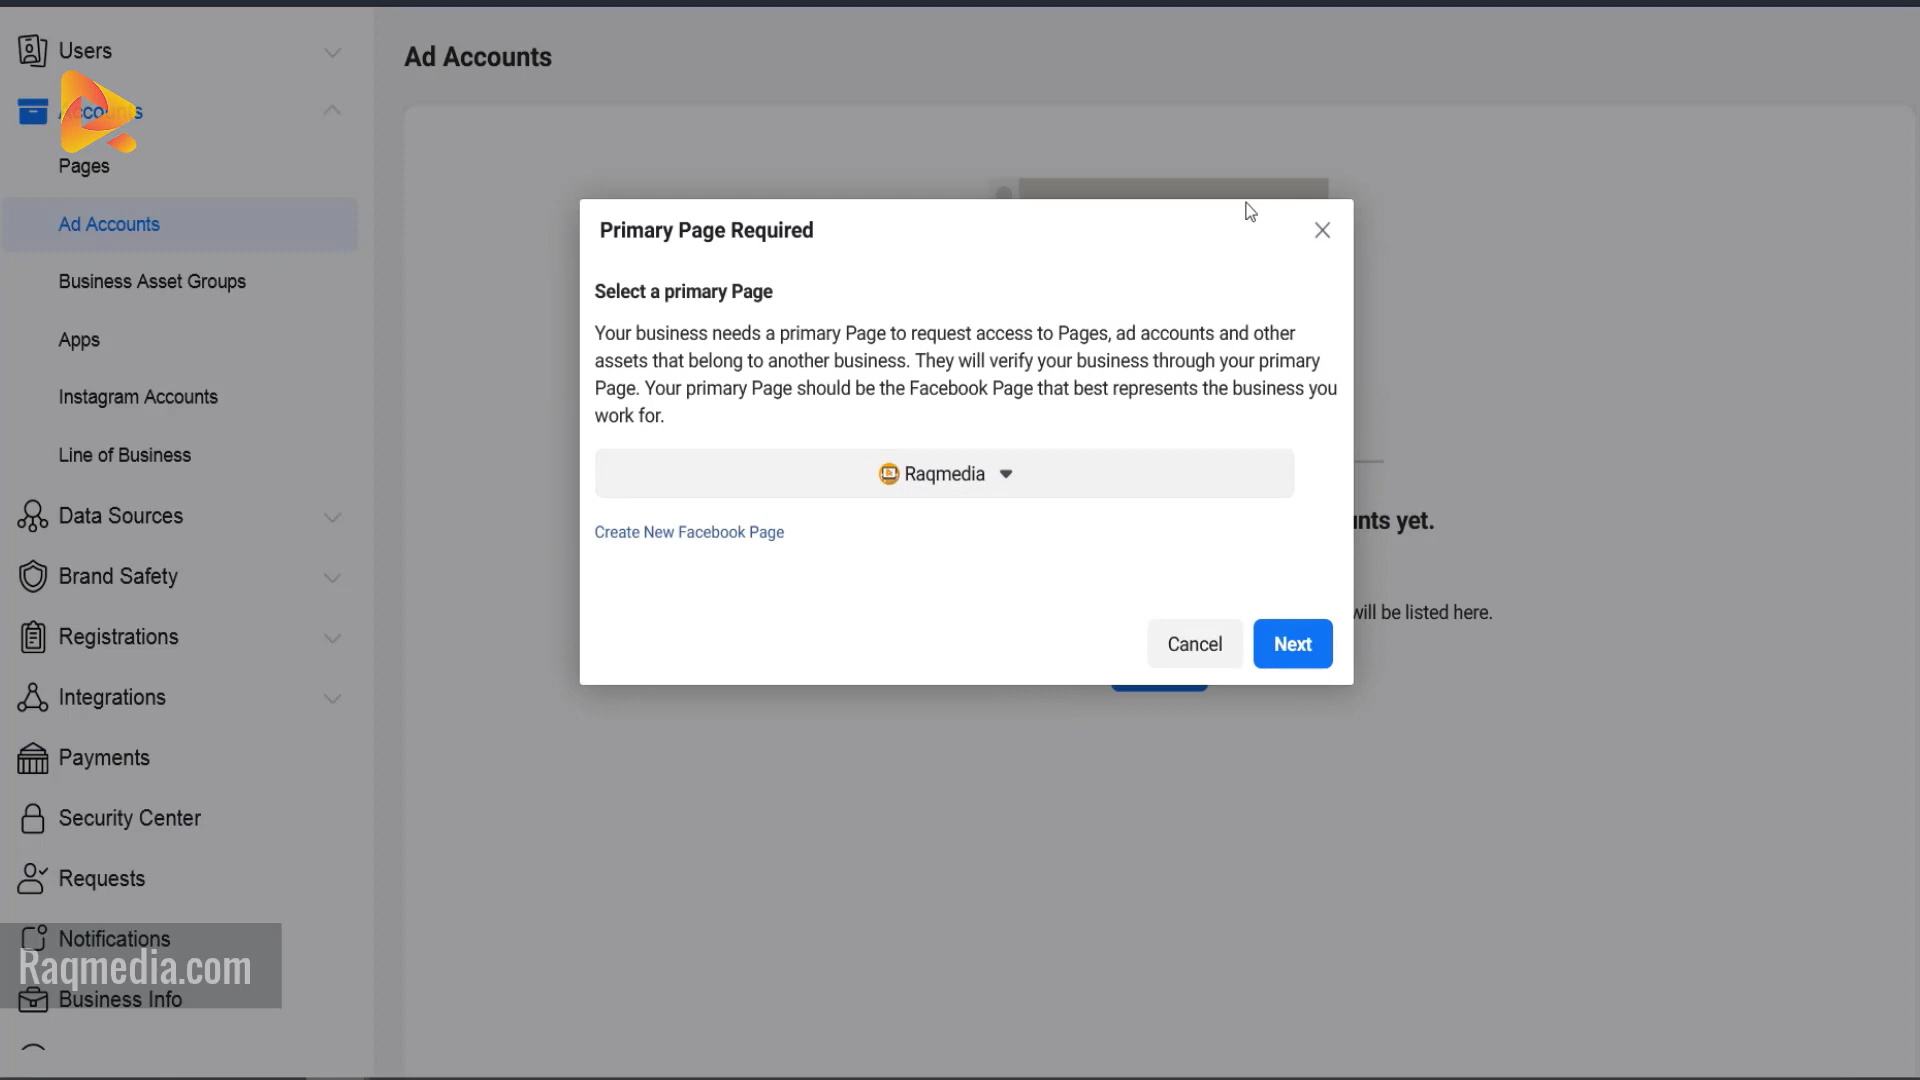 Users
Accounts
Pages
Ad Accounts
Business Asset Groups
Apps
Instagram Accounts
Line of Business
Data Sources
Brand Safety
Registrations
Integrations
Payments
Security Center
Requests
Notifications
Raqmedia.com
Business Info
Ad Accounts
Primary Page Required
Select a primary Page
Your business needs a primary Page to request access to Pages, ad accounts and other
assets that belong to another business. They will verify your business through your primary
Page. Your primary Page should be the Facebook Page that best represents the business you
work for.
Raqmedia
Create New Facebook Page
Cancel
Next
yet.
will be listed here.